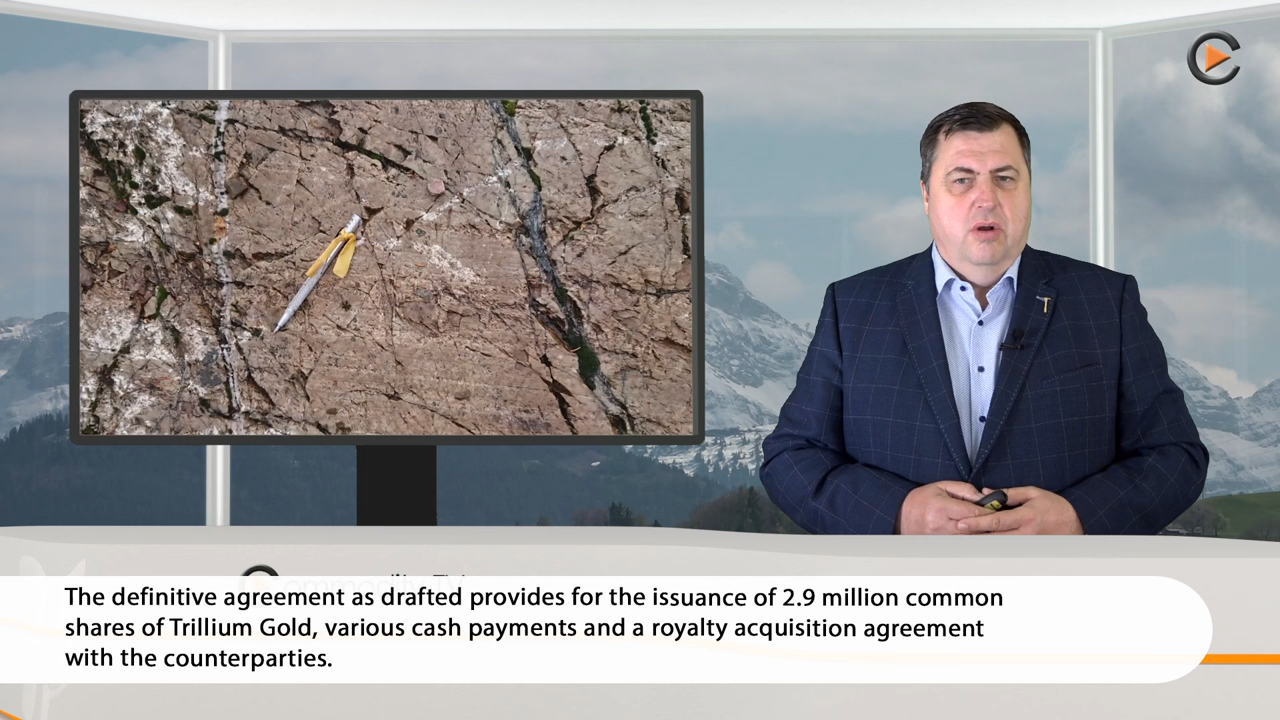 The definitive agreement as drafted provides for the issuance of 2.9 million common
shares of Trillium Gold, various cash payments and a royalty acquisition agreement
with the counterparties.